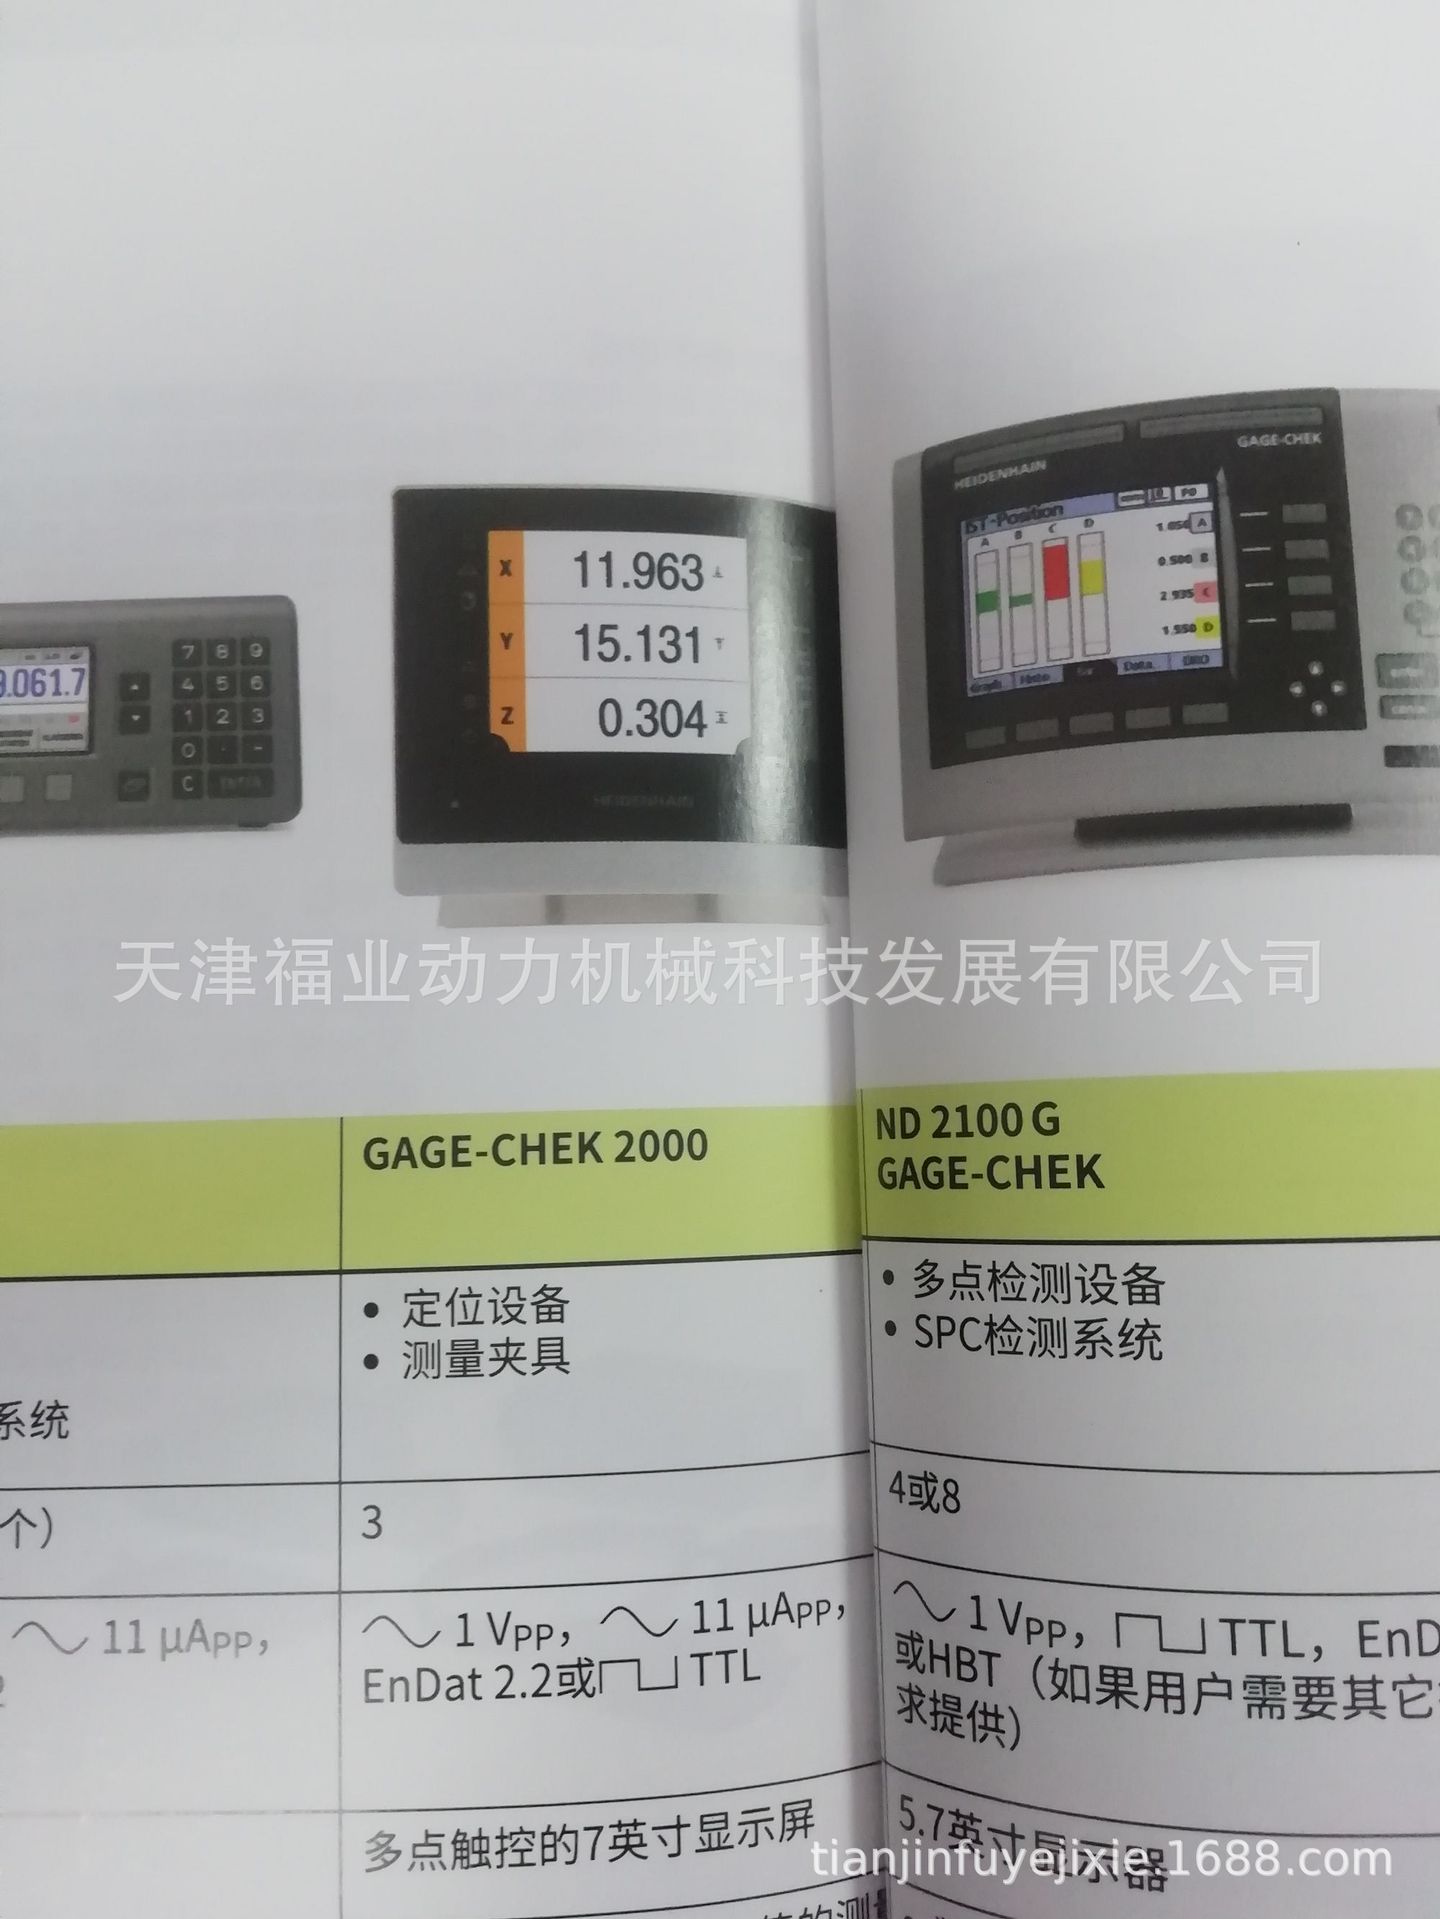 GAGE-CHEK
HEIDENHAIN
IST-Position
A
B
C
D
1.050 A
0.500 B
2.935 C
1.550 D
Graph
Data
DRO
X 11.963
Y 15.131
Z 0.304
HEIDENHAIN
.061.7
7 8 9
4 5 6
1 2 3
0 . -
C ENTER
天津福业动力机械科技发展有限公司
GAGE-CHEK 2000
ND 2100 G
GAGE-CHEK
• 定位设备
• 测量夹具
• 多点检测设备
• SPC检测系统
系统
个）
3
4或8
11 µAPP，
1 VPP， 11 µAPP，
EnDat 2.2或 TTL
1 VPP， TTL，EnD
或HBT（如果用户需要其它
求提供）
多点触控的7英寸显示屏
5.7英寸显示器
tianjinfuyejixie.1688.com